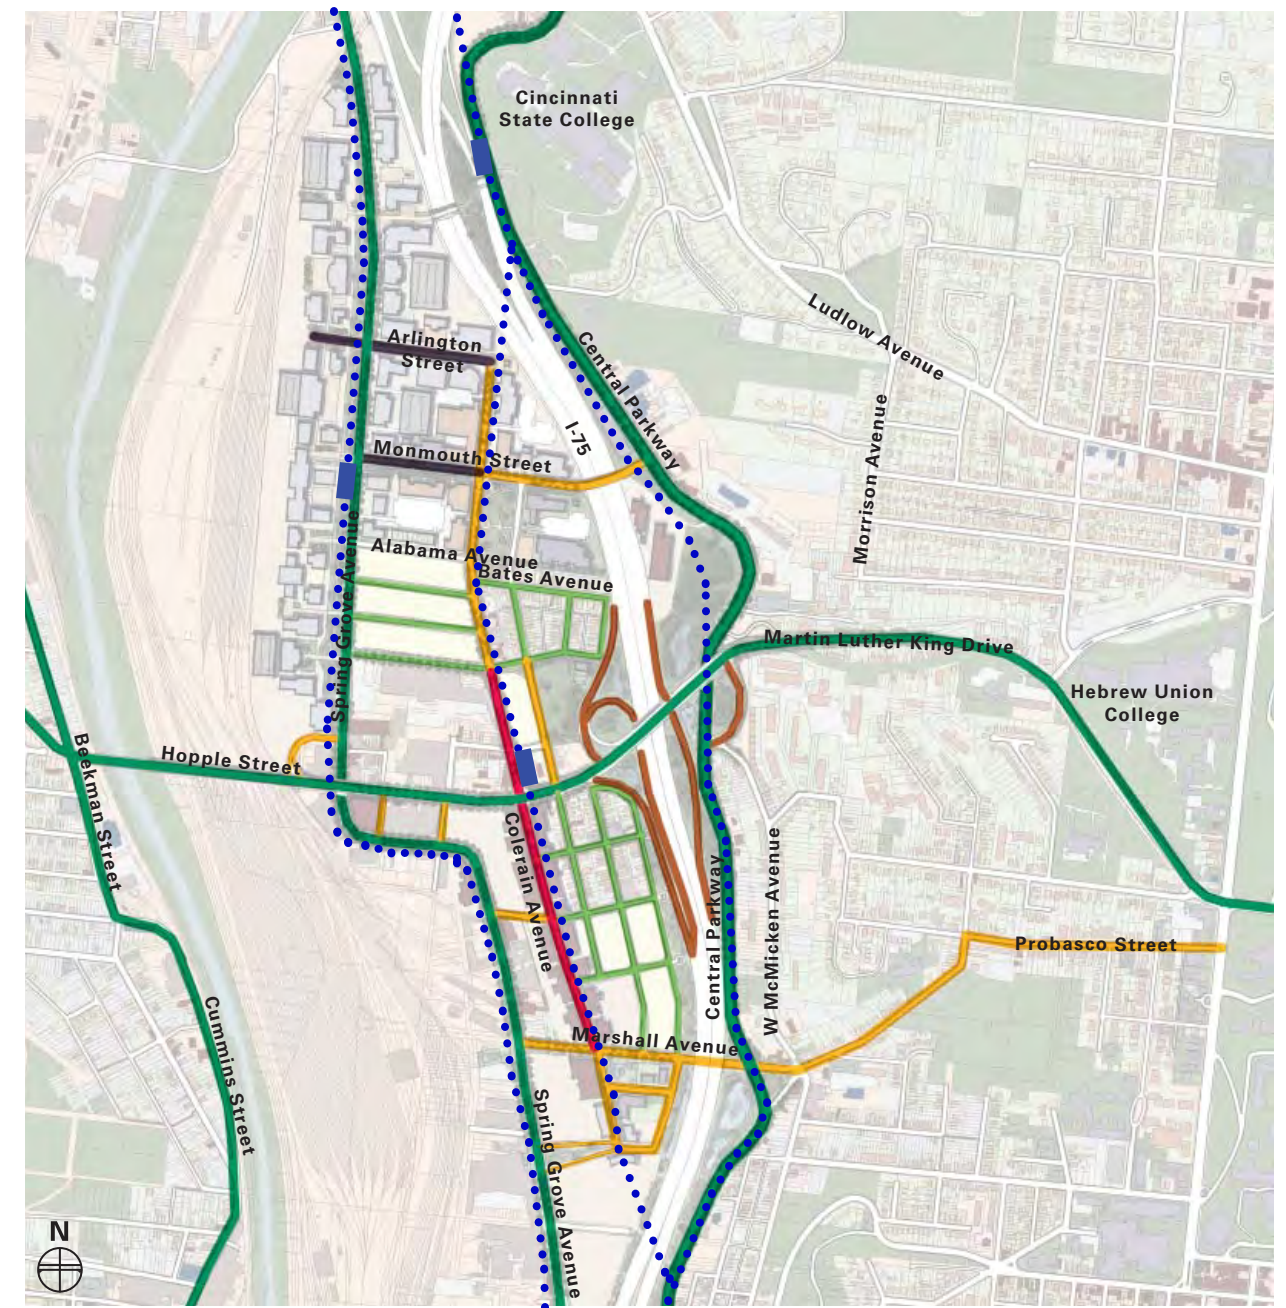 Cincinnati
State College
Ludlow Avenue
Arlington
Street
Central Parkway
I-75
Morrison Avenue
Monmouth Street
Alabama Avenue
Bates Avenue
Spring Grove Avenue
Martin Luther King Drive
Hebrew Union
College
Hopple Street
Beekman Street
Colerain Avenue
Central Parkway
W McMicken Avenue
Probasco Street
Cummins Street
Marshall Avenue
Spring Grove Avenue
N